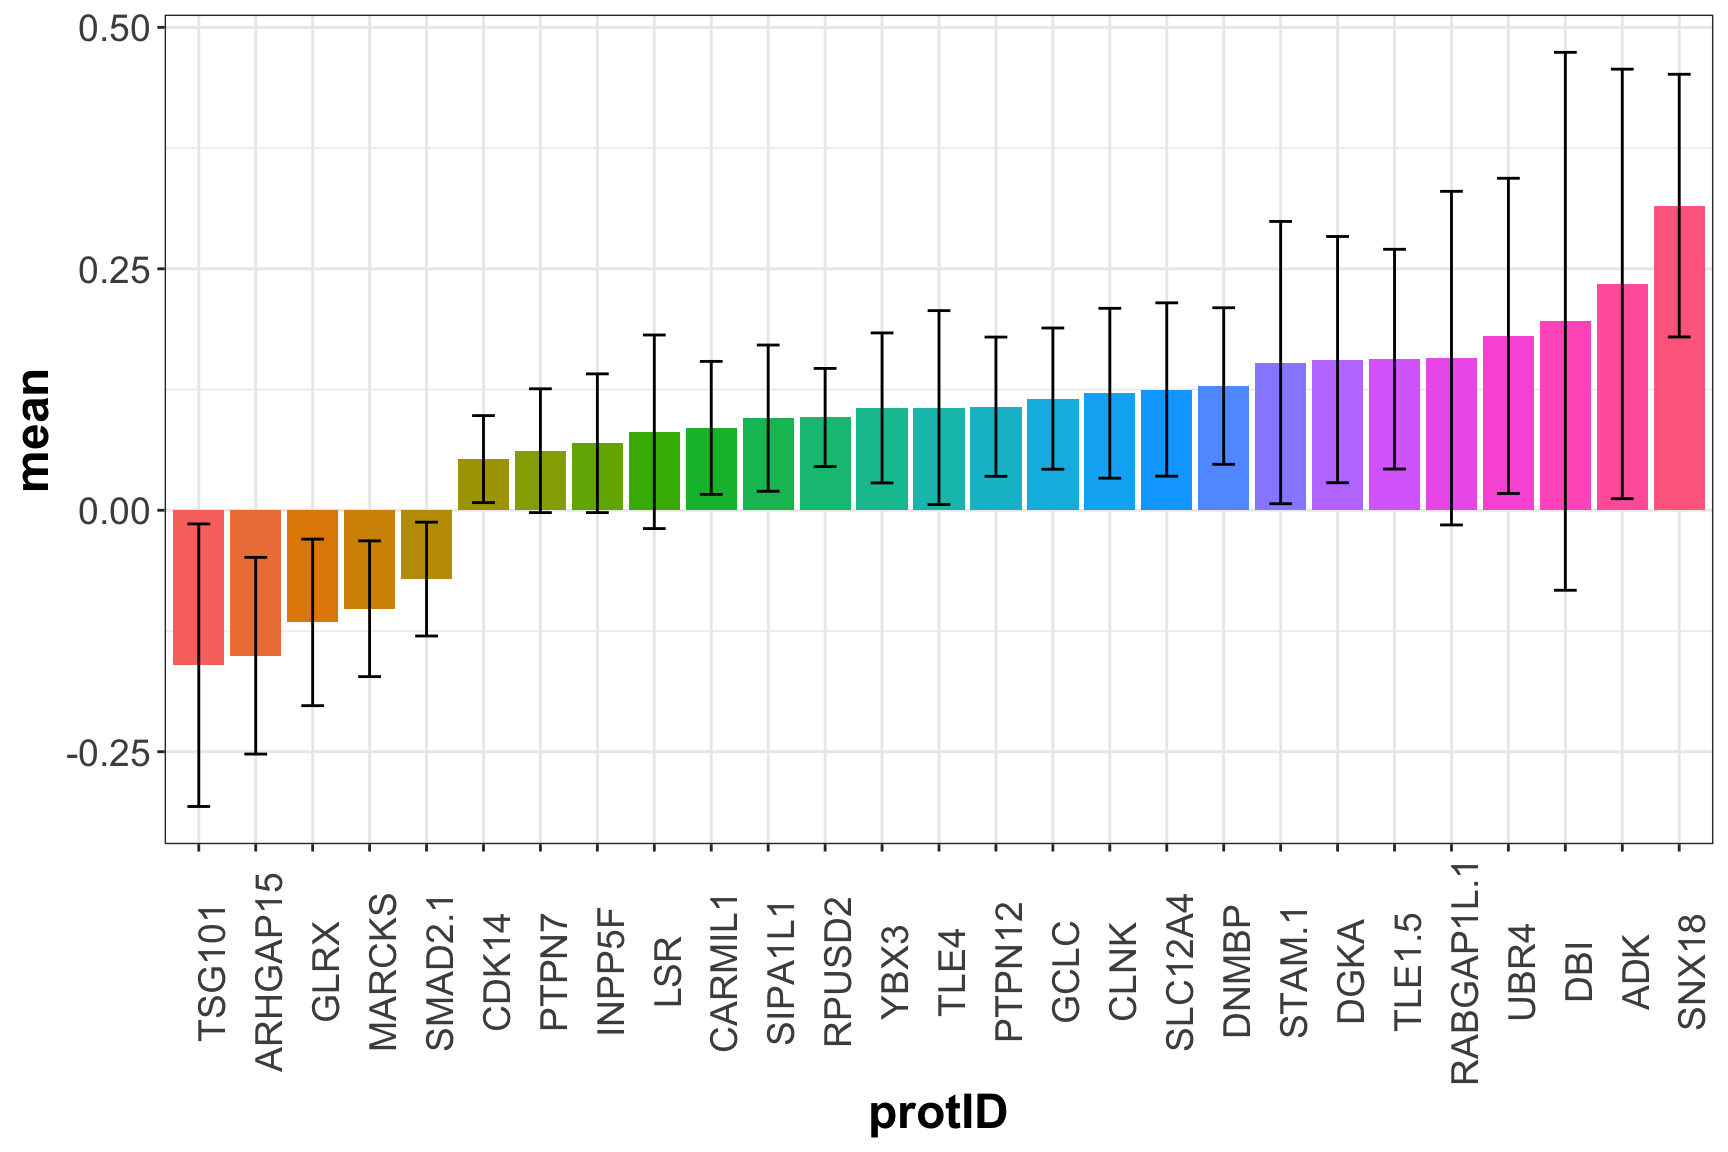 0.50
0.25
0.00
-0.25
mean
TSG101
ARHGAP15
GLRX
MARCKS
SMAD2.1
CDK14
PTPN7
INPP5F
LSR
CARMIL1
SIPA1L1
RPUSD2
YBX3
TLE4
PTPN12
GCLC
CLNK
SLC12A4
DNMBP
STAM.1
DGKA
TLE1.5
RABGAP1L.1
UBR4
DBI
ADK
SNX18
protID